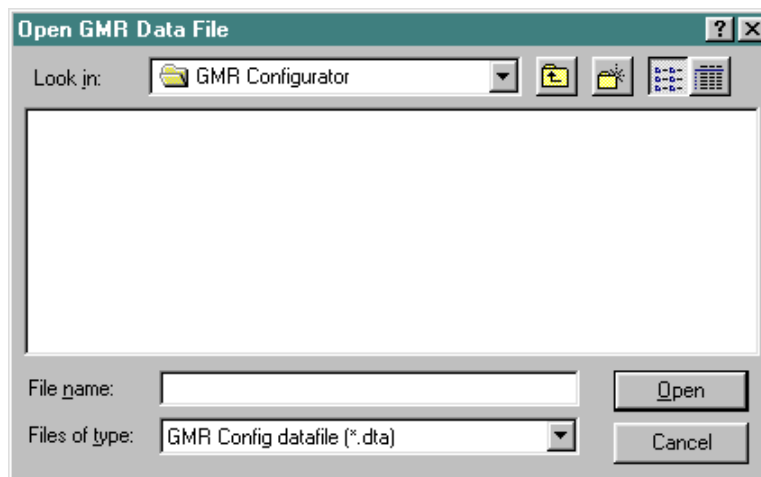 Open GMR Data File
Look in: GMR Configurator
File name: Open
Files of type: GMR Config datafile (*.dta) Cancel